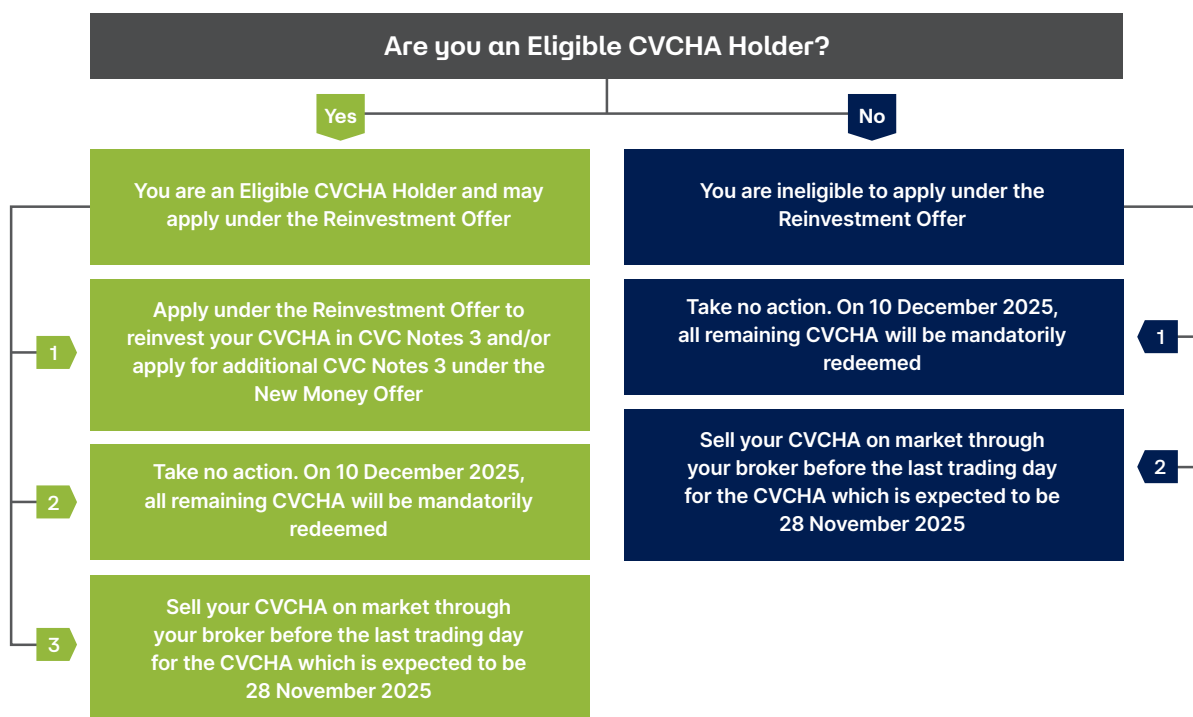 Are you an Eligible CVCHA Holder?
Yes
No
You are an Eligible CVCHA Holder and may
apply under the Reinvestment Offer
1
Apply under the Reinvestment Offer to
reinvest your CVCHA in CVC Notes 3 and/or
apply for additional CVC Notes 3 under the
New Money Offer
2
Take no action. On 10 December 2025,
all remaining CVCHA will be mandatorily
redeemed
3
Sell your CVCHA on market through
your broker before the last trading day
for the CVCHA which is expected to be
28 November 2025
You are ineligible to apply under the
Reinvestment Offer
Take no action. On 10 December 2025,
all remaining CVCHA will be mandatorily
redeemed
1
Sell your CVCHA on market through
your broker before the last trading day
for the CVCHA which is expected to be
28 November 2025
2